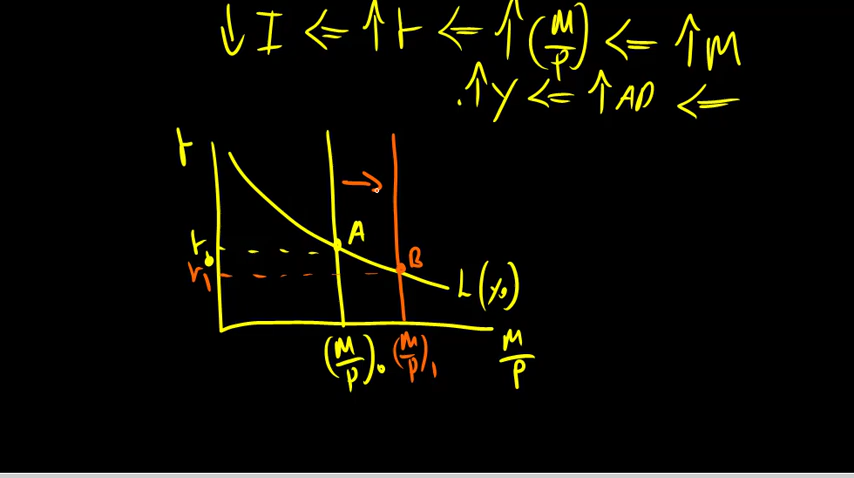 ↓I ⇐ ↑r ⇐ ↑(M/P) ⇐ ↑M
.↑Y ⇐ ↑AD ⇐
r
A
r₀
B
r₁
L(Y₀)
(M/P)₀ (M/P)₁ M/P